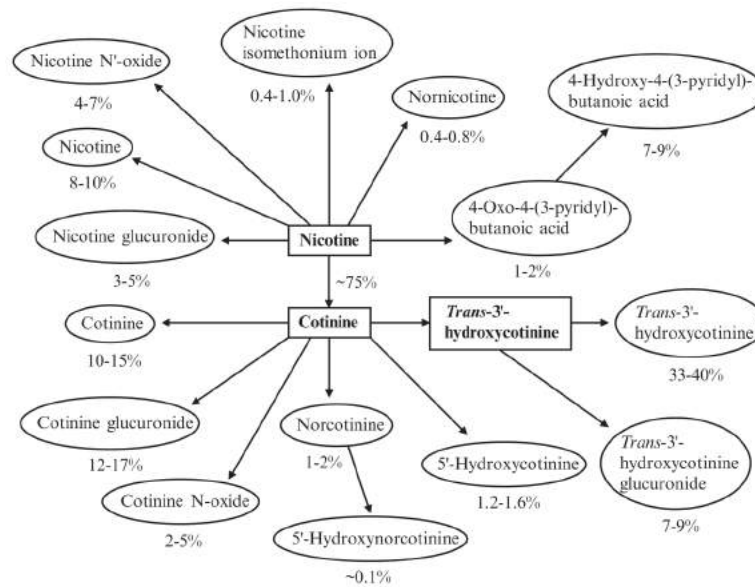 Nicotine
isomethonium ion
0.4-1.0%
Nicotine N'-oxide
4-7%
Nornicotine
0.4-0.8%
4-Hydroxy-4-(3-pyridyl)-
butanoic acid
7-9%
Nicotine
8-10%
4-Oxo-4-(3-pyridyl)-
butanoic acid
1-2%
Nicotine glucuronide
3-5%
Nicotine
~75%
Cotinine
10-15%
Cotinine
Trans-3'-
hydroxycotinine
Trans-3'-
hydroxycotinine
33-40%
Cotinine glucuronide
12-17%
Norcotinine
1-2%
5'-Hydroxycotinine
1.2-1.6%
Trans-3'-
hydroxycotinine
glucuronide
7-9%
Cotinine N-oxide
2-5%
5'-Hydroxynorcotinine
~0.1%